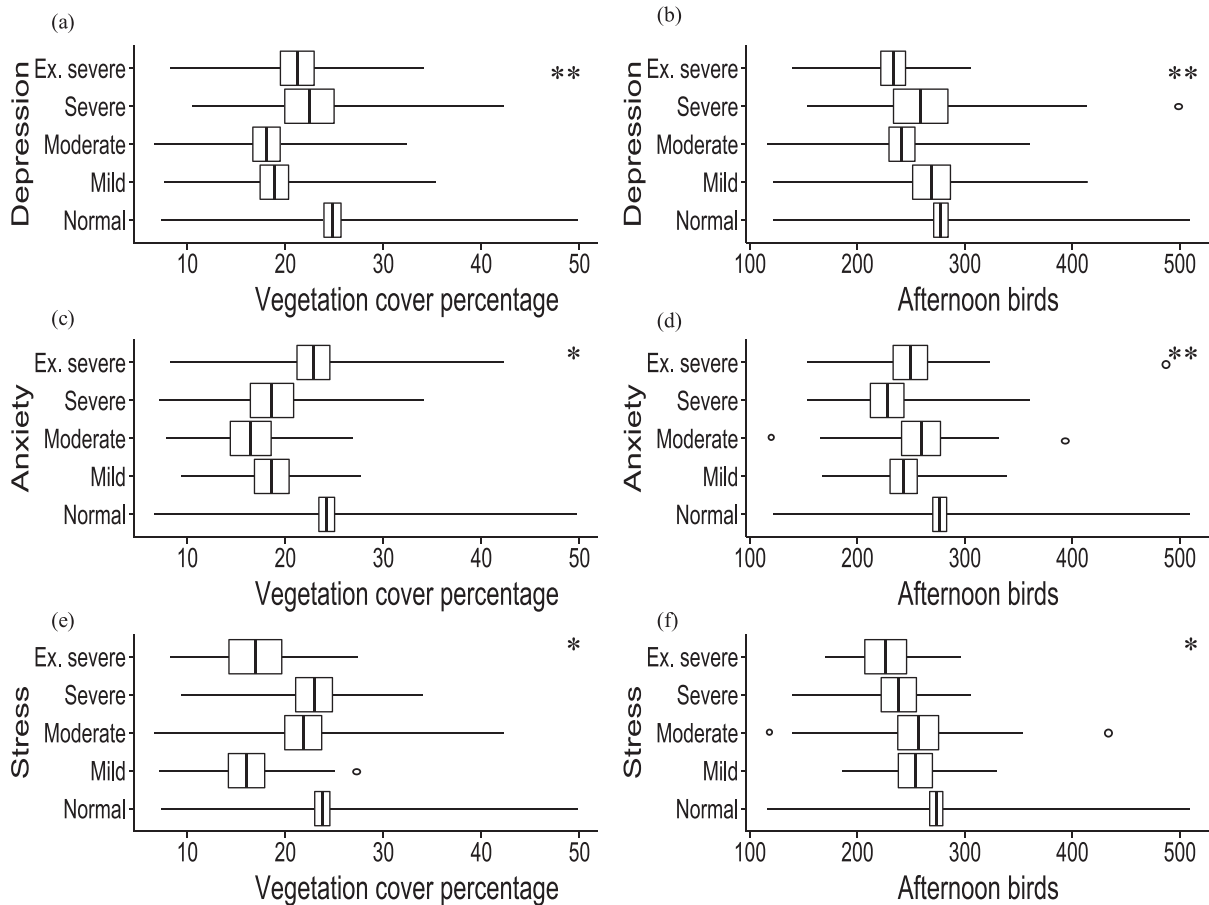 (a)
Depression
Ex. severe
**
Severe
Moderate
Mild
Normal
10 20 30 40 50
Vegetation cover percentage
(b)
Depression
Ex. severe
**
Severe
Moderate
Mild
Normal
100 200 300 400 500
Afternoon birds
(c)
Anxiety
Ex. severe
*
Severe
Moderate
Mild
Normal
10 20 30 40 50
Vegetation cover percentage
(d)
Anxiety
Ex. severe
**
Severe
Moderate
Mild
Normal
100 200 300 400 500
Afternoon birds
(e)
Stress
Ex. severe
*
Severe
Moderate
Mild
Normal
10 20 30 40 50
Vegetation cover percentage
(f)
Stress
Ex. severe
*
Severe
Moderate
Mild
Normal
100 200 300 400 500
Afternoon birds